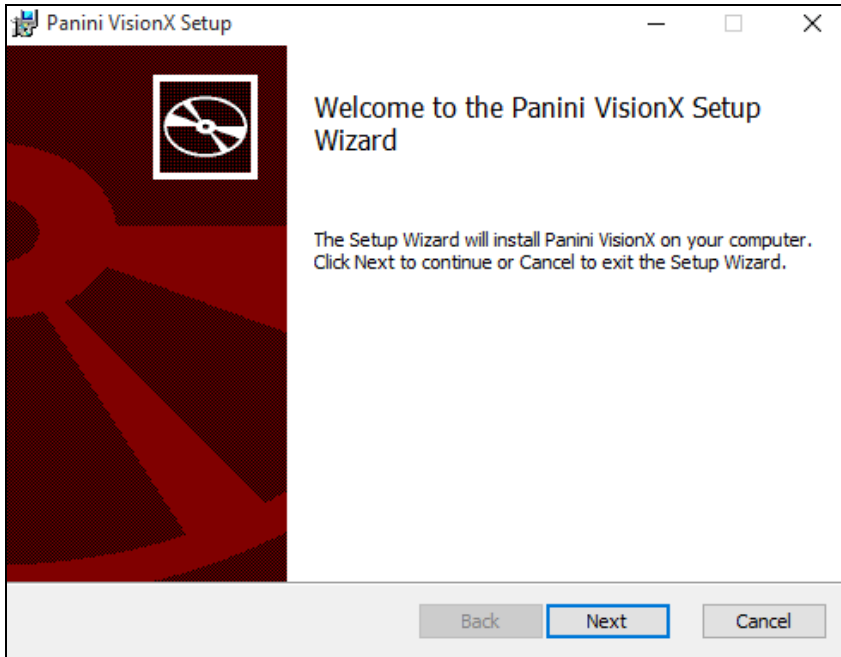 Panini VisionX Setup
Welcome to the Panini VisionX Setup
Wizard
The Setup Wizard will install Panini VisionX on your computer.
Click Next to continue or Cancel to exit the Setup Wizard.
Back
Next
Cancel